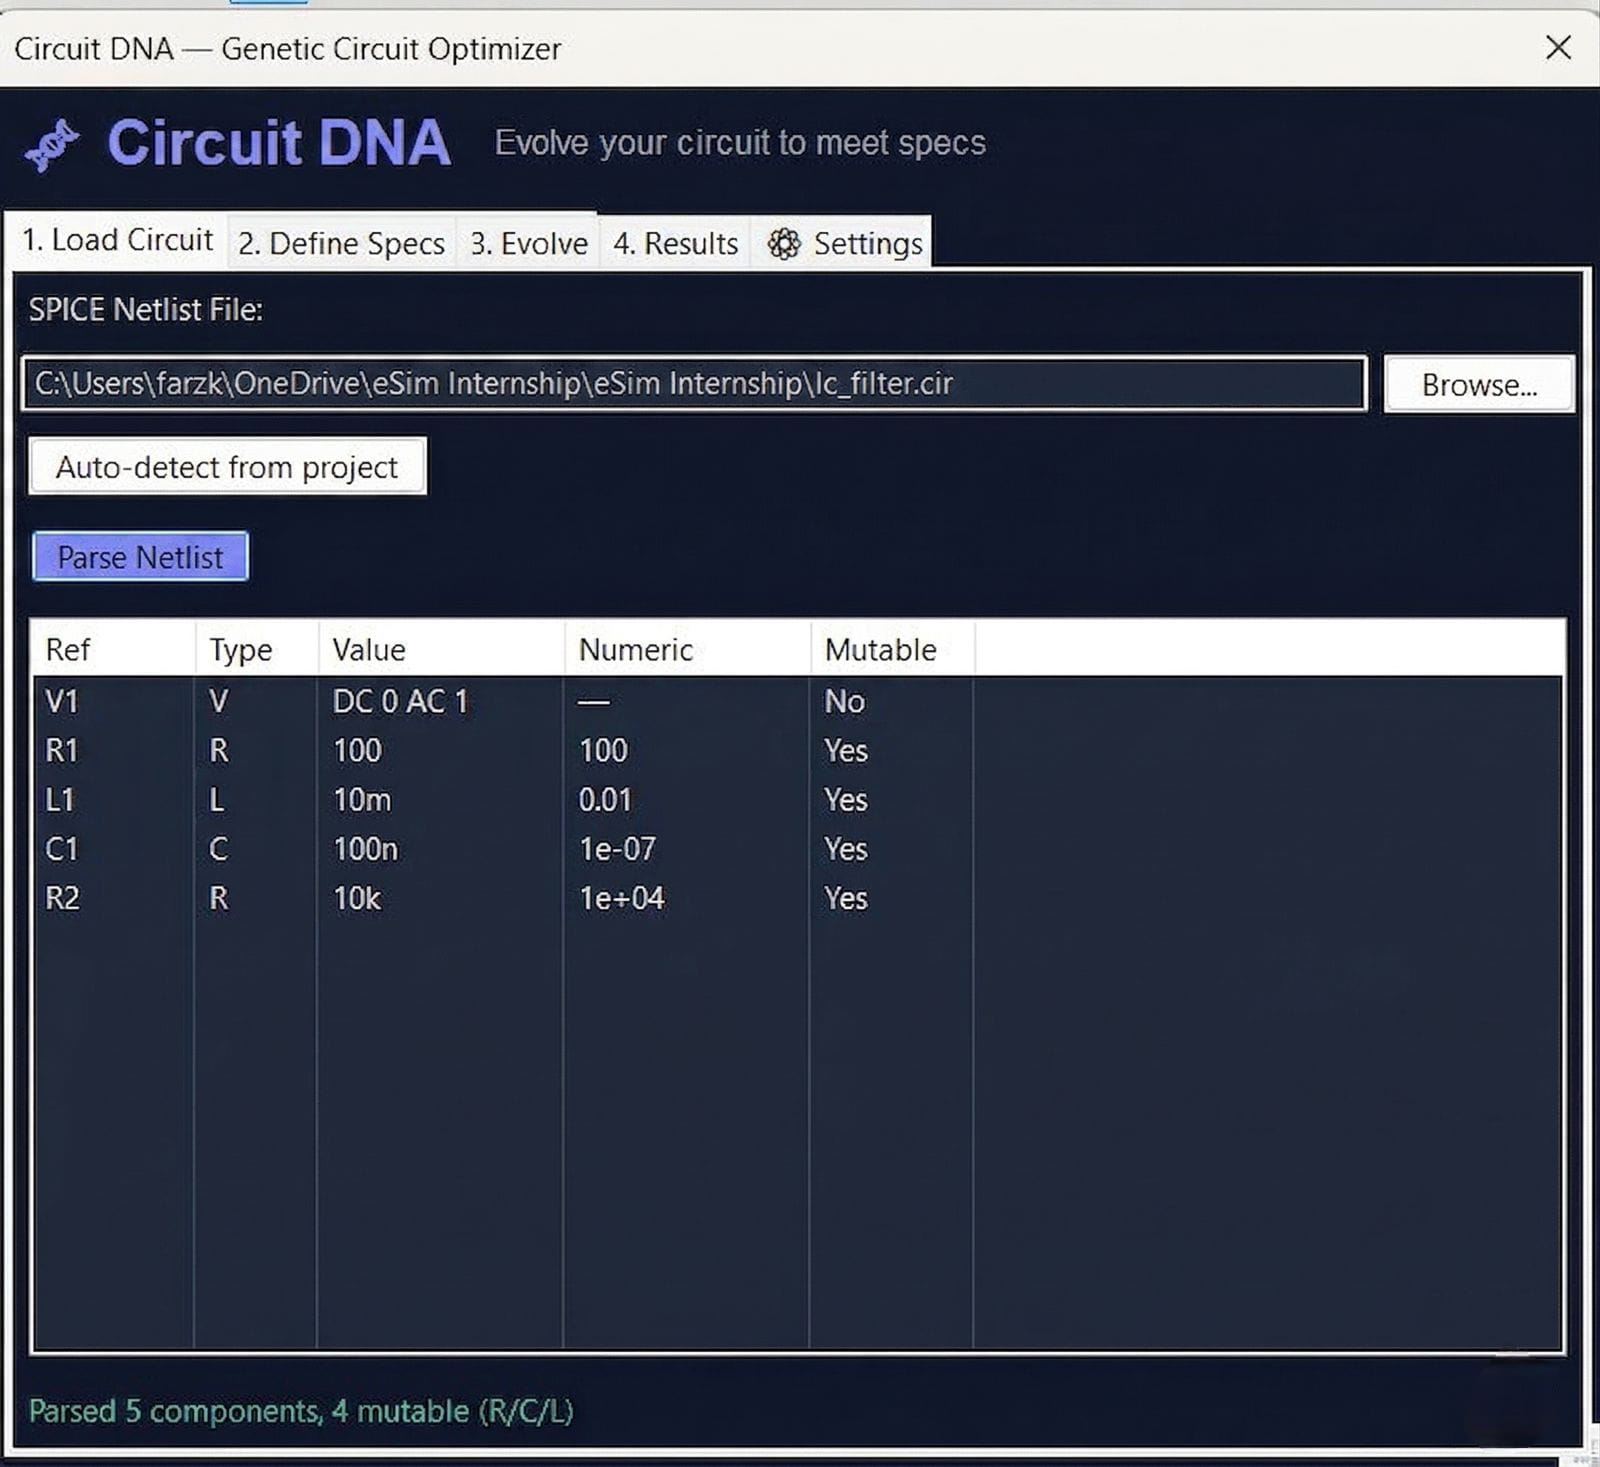 Circuit DNA — Genetic Circuit Optimizer
Circuit DNA Evolve your circuit to meet specs
1. Load Circuit 2. Define Specs 3. Evolve 4. Results Settings
SPICE Netlist File:
C:\Users\farzk\OneDrive\eSim Internship\eSim Internship\lc_filter.cir Browse...
Auto-detect from project
Parse Netlist
Ref Type Value Numeric Mutable
V1 V DC 0 AC 1 — No
R1 R 100 100 Yes
L1 L 10m 0.01 Yes
C1 C 100n 1e-07 Yes
R2 R 10k 1e+04 Yes
Parsed 5 components, 4 mutable (R/C/L)